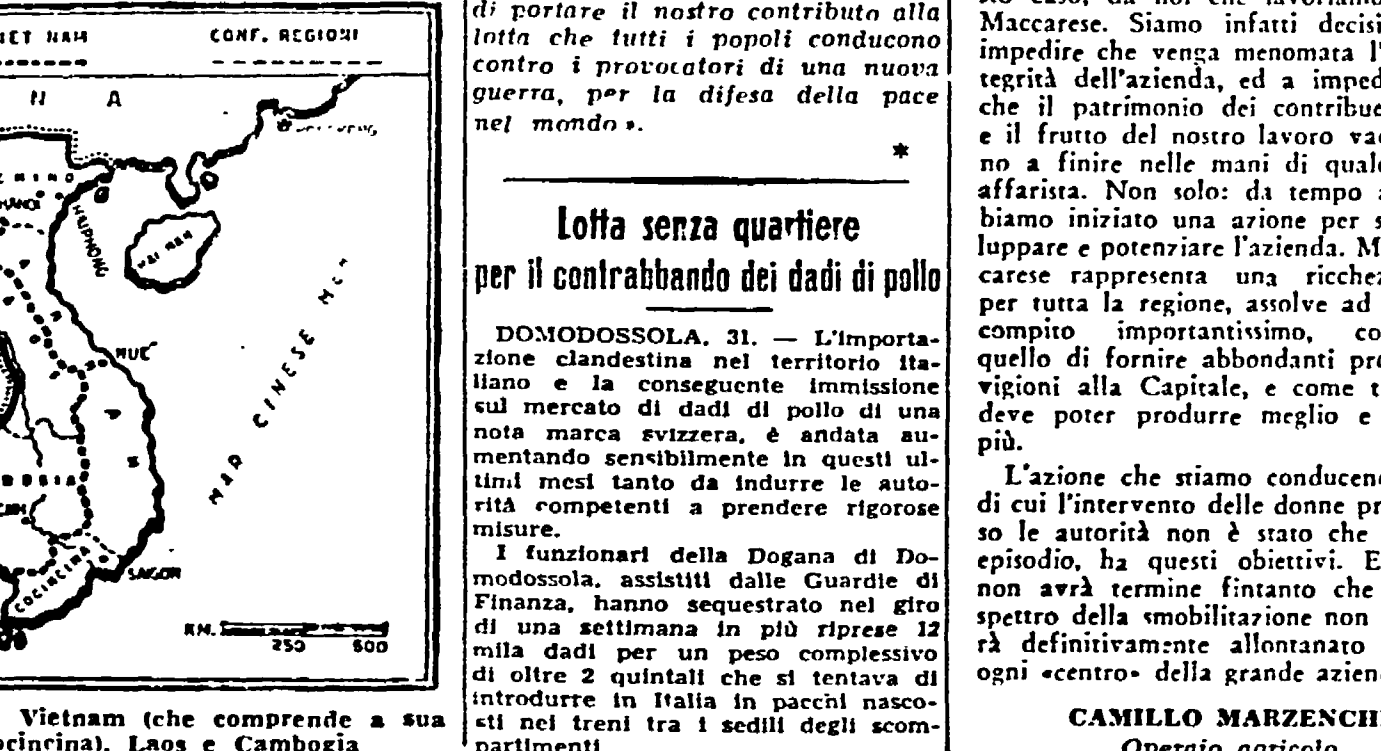 CONF. REGIONI
N A
HAIPHONG
HAI NAN
MAR CINESE
HUE
SAIGON
COCINCINA
KM.
250 500
Vietnam (che comprende a sua
Laos e Cambogia
di portare il nostro contributo alla
lotta che tutti i popoli conducono
contro i provocatori di una nuova
guerra, per la difesa della pace
nel mondo ».
*
Lotta senza quartiere
per il contrabbando dei dadi di pollo
DOMODOSSOLA, 31. — L'importa-
zione clandestina nel territorio ita-
liano e la conseguente immissione
sul mercato di dadi di pollo di una
nota marca svizzera, è andata au-
mentando sensibilmente in questi ul-
timi mesi tanto da indurre le auto-
rità competenti a prendere rigorose
misure.
I funzionari della Dogana di Do-
modossola, assistiti dalle Guardie di
Finanza, hanno sequestrato nel giro
di una settimana in più riprese 12
mila dadi per un peso complessivo
di oltre 2 quintali che si tentava di
introdurre in Italia in pacchi nasco-
sti nei treni tra i sedili degli scom-
partimenti
Maccarese. Siamo infatti decisi
impedire che venga menomata l'
tegrità dell'azienda, ed a imped
che il patrimonio dei contribue
e il frutto del nostro lavoro va
no a finire nelle mani di qual
affarista. Non solo: da tempo a
biamo iniziato una azione per s
luppare e potenziare l'azienda. M
carese rappresenta una ricchez
per tutta la regione, assolve ad
compito importantissimo, co
quello di fornire abbondanti pr
vigioni alla Capitale, e come t
deve poter produrre meglio e
più.
L'azione che stiamo conducen
di cui l'intervento delle donne pr
so le autorità non è stato che
episodio, ha questi obiettivi. E
non avrà termine fintanto che
spettro della smobilitazione non
rà definitivamente allontanato
ogni «centro» della grande azien
CAMILLO MARZENCH
Operaio agricolo